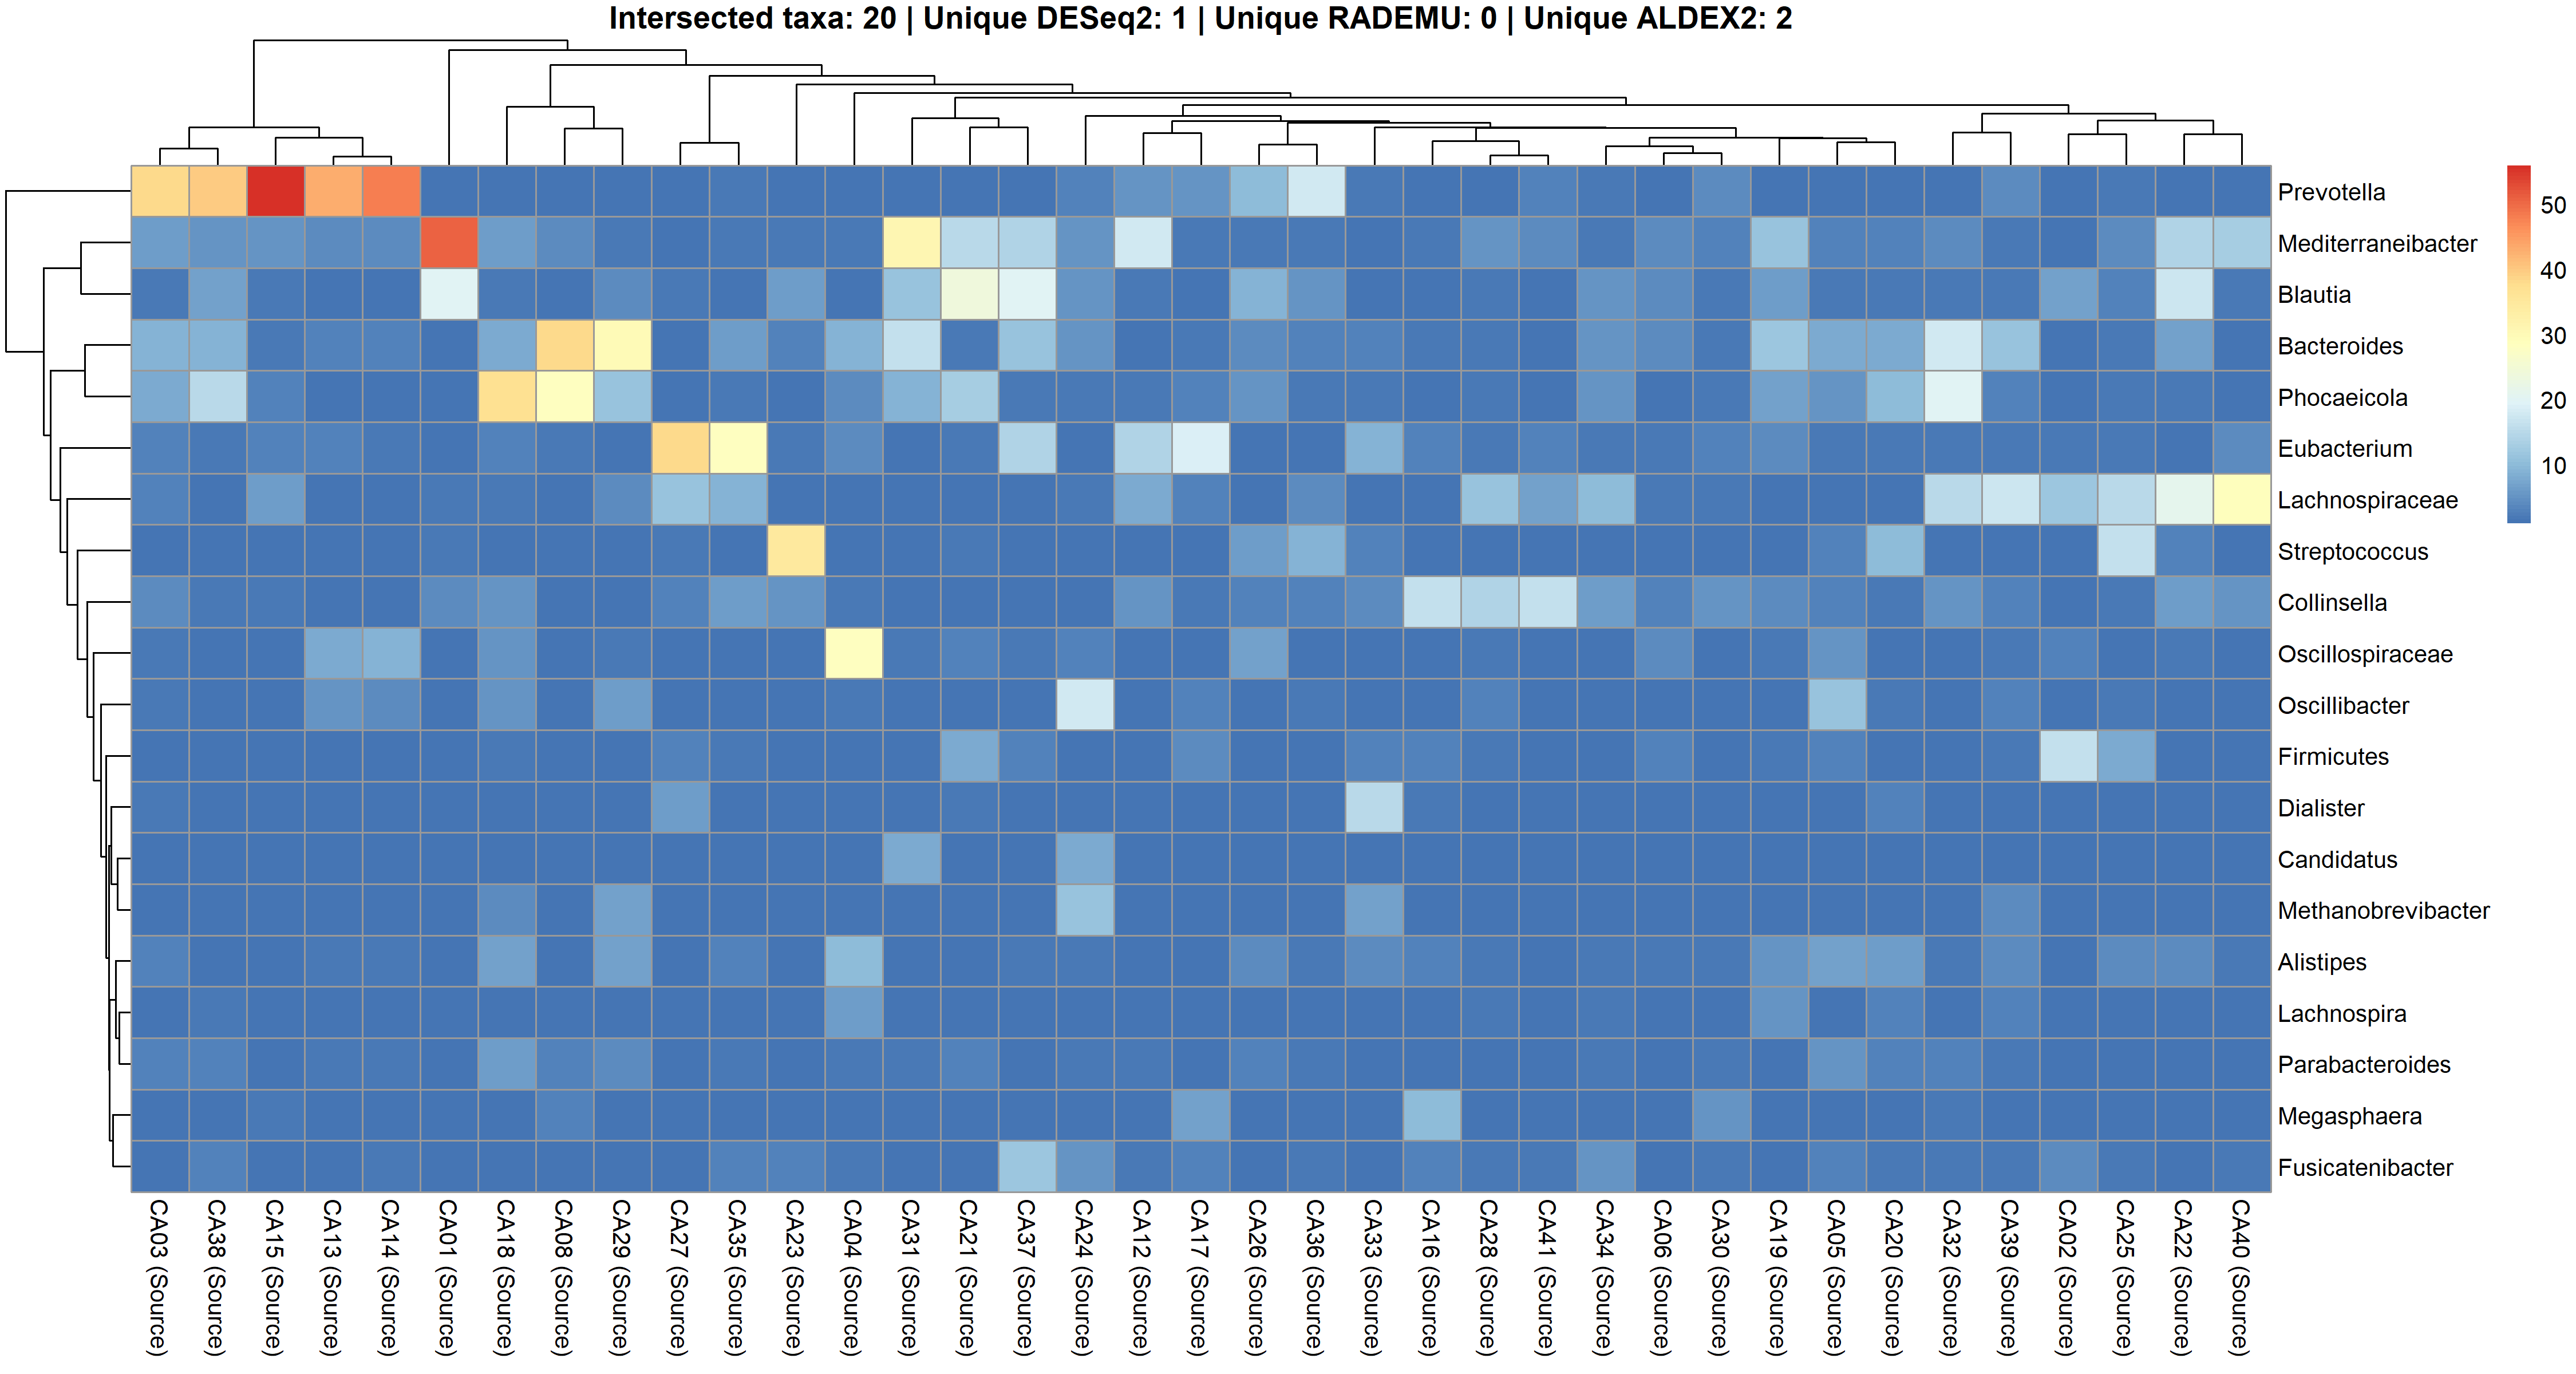 Intersected taxa: 20 | Unique DESeq2: 1 | Unique RADEMU: 0 | Unique ALDEX2: 2
50
40
30
20
10
Prevotella
Mediterraneibacter
Blautia
Bacteroides
Phocaeicola
Eubacterium
Lachnospiraceae
Streptococcus
Collinsella
Oscillospiraceae
Oscillibacter
Firmicutes
Dialister
Candidatus
Methanobrevibacter
Alistipes
Lachnospira
Parabacteroides
Megasphaera
Fusicatenibacter
CA03 (Source)
CA38 (Source)
CA15 (Source)
CA13 (Source)
CA14 (Source)
CA01 (Source)
CA18 (Source)
CA08 (Source)
CA29 (Source)
CA27 (Source)
CA35 (Source)
CA23 (Source)
CA04 (Source)
CA31 (Source)
CA21 (Source)
CA37 (Source)
CA24 (Source)
CA12 (Source)
CA17 (Source)
CA26 (Source)
CA36 (Source)
CA33 (Source)
CA16 (Source)
CA28 (Source)
CA41 (Source)
CA34 (Source)
CA06 (Source)
CA30 (Source)
CA19 (Source)
CA05 (Source)
CA20 (Source)
CA32 (Source)
CA39 (Source)
CA02 (Source)
CA25 (Source)
CA22 (Source)
CA40 (Source)